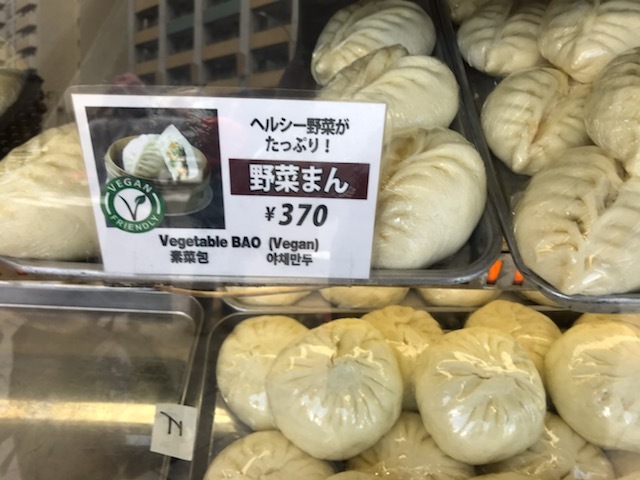 ヘルシー野菜が
たっぷり！
野菜まん
¥370
VEGAN
V
FRIENDLY
Vegetable BAO (Vegan)
素菜包 야채만두